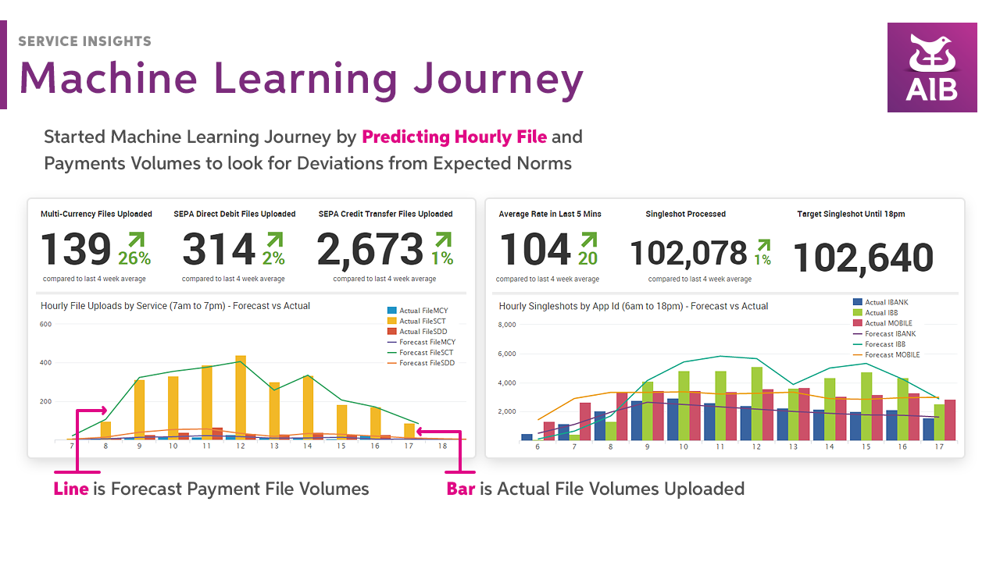 SERVICE INSIGHTS
Machine Learning Journey
AIB
Started Machine Learning Journey by Predicting Hourly File and
Payments Volumes to look for Deviations from Expected Norms
Multi-Currency Files Uploaded
139
26%
compared to last 4 week average
SEPA Direct Debit Files Uploaded
314
2%
compared to last 4 week average
SEPA Credit Transfer Files Uploaded
2,673
1%
compared to last 4 week average
Hourly File Uploads by Service (7am to 7pm) - Forecast vs Actual
Actual FileMCY
Actual FileSCT
Actual FileSDD
Forecast FileMCY
Forecast FileSCT
Forecast FileSDD
600
400
200
7 8 9 10 11 12 13 14 15 16 17 18
Average Rate in Last 5 Mins
104
20
compared to last 4 week average
Singleshot Processed
102,078
1%
compared to last 4 week average
Target Singleshot Until 18pm
102,640
Hourly Singleshots by App Id (6am to 18pm) - Forecast vs Actual
Actual IBANK
Actual IBB
Actual MOBILE
Forecast IBANK
Forecast IBB
Forecast MOBILE
8,000
6,000
4,000
2,000
6 7 8 9 10 11 12 13 14 15 16 17
Line is Forecast Payment File Volumes
Bar is Actual File Volumes Uploaded